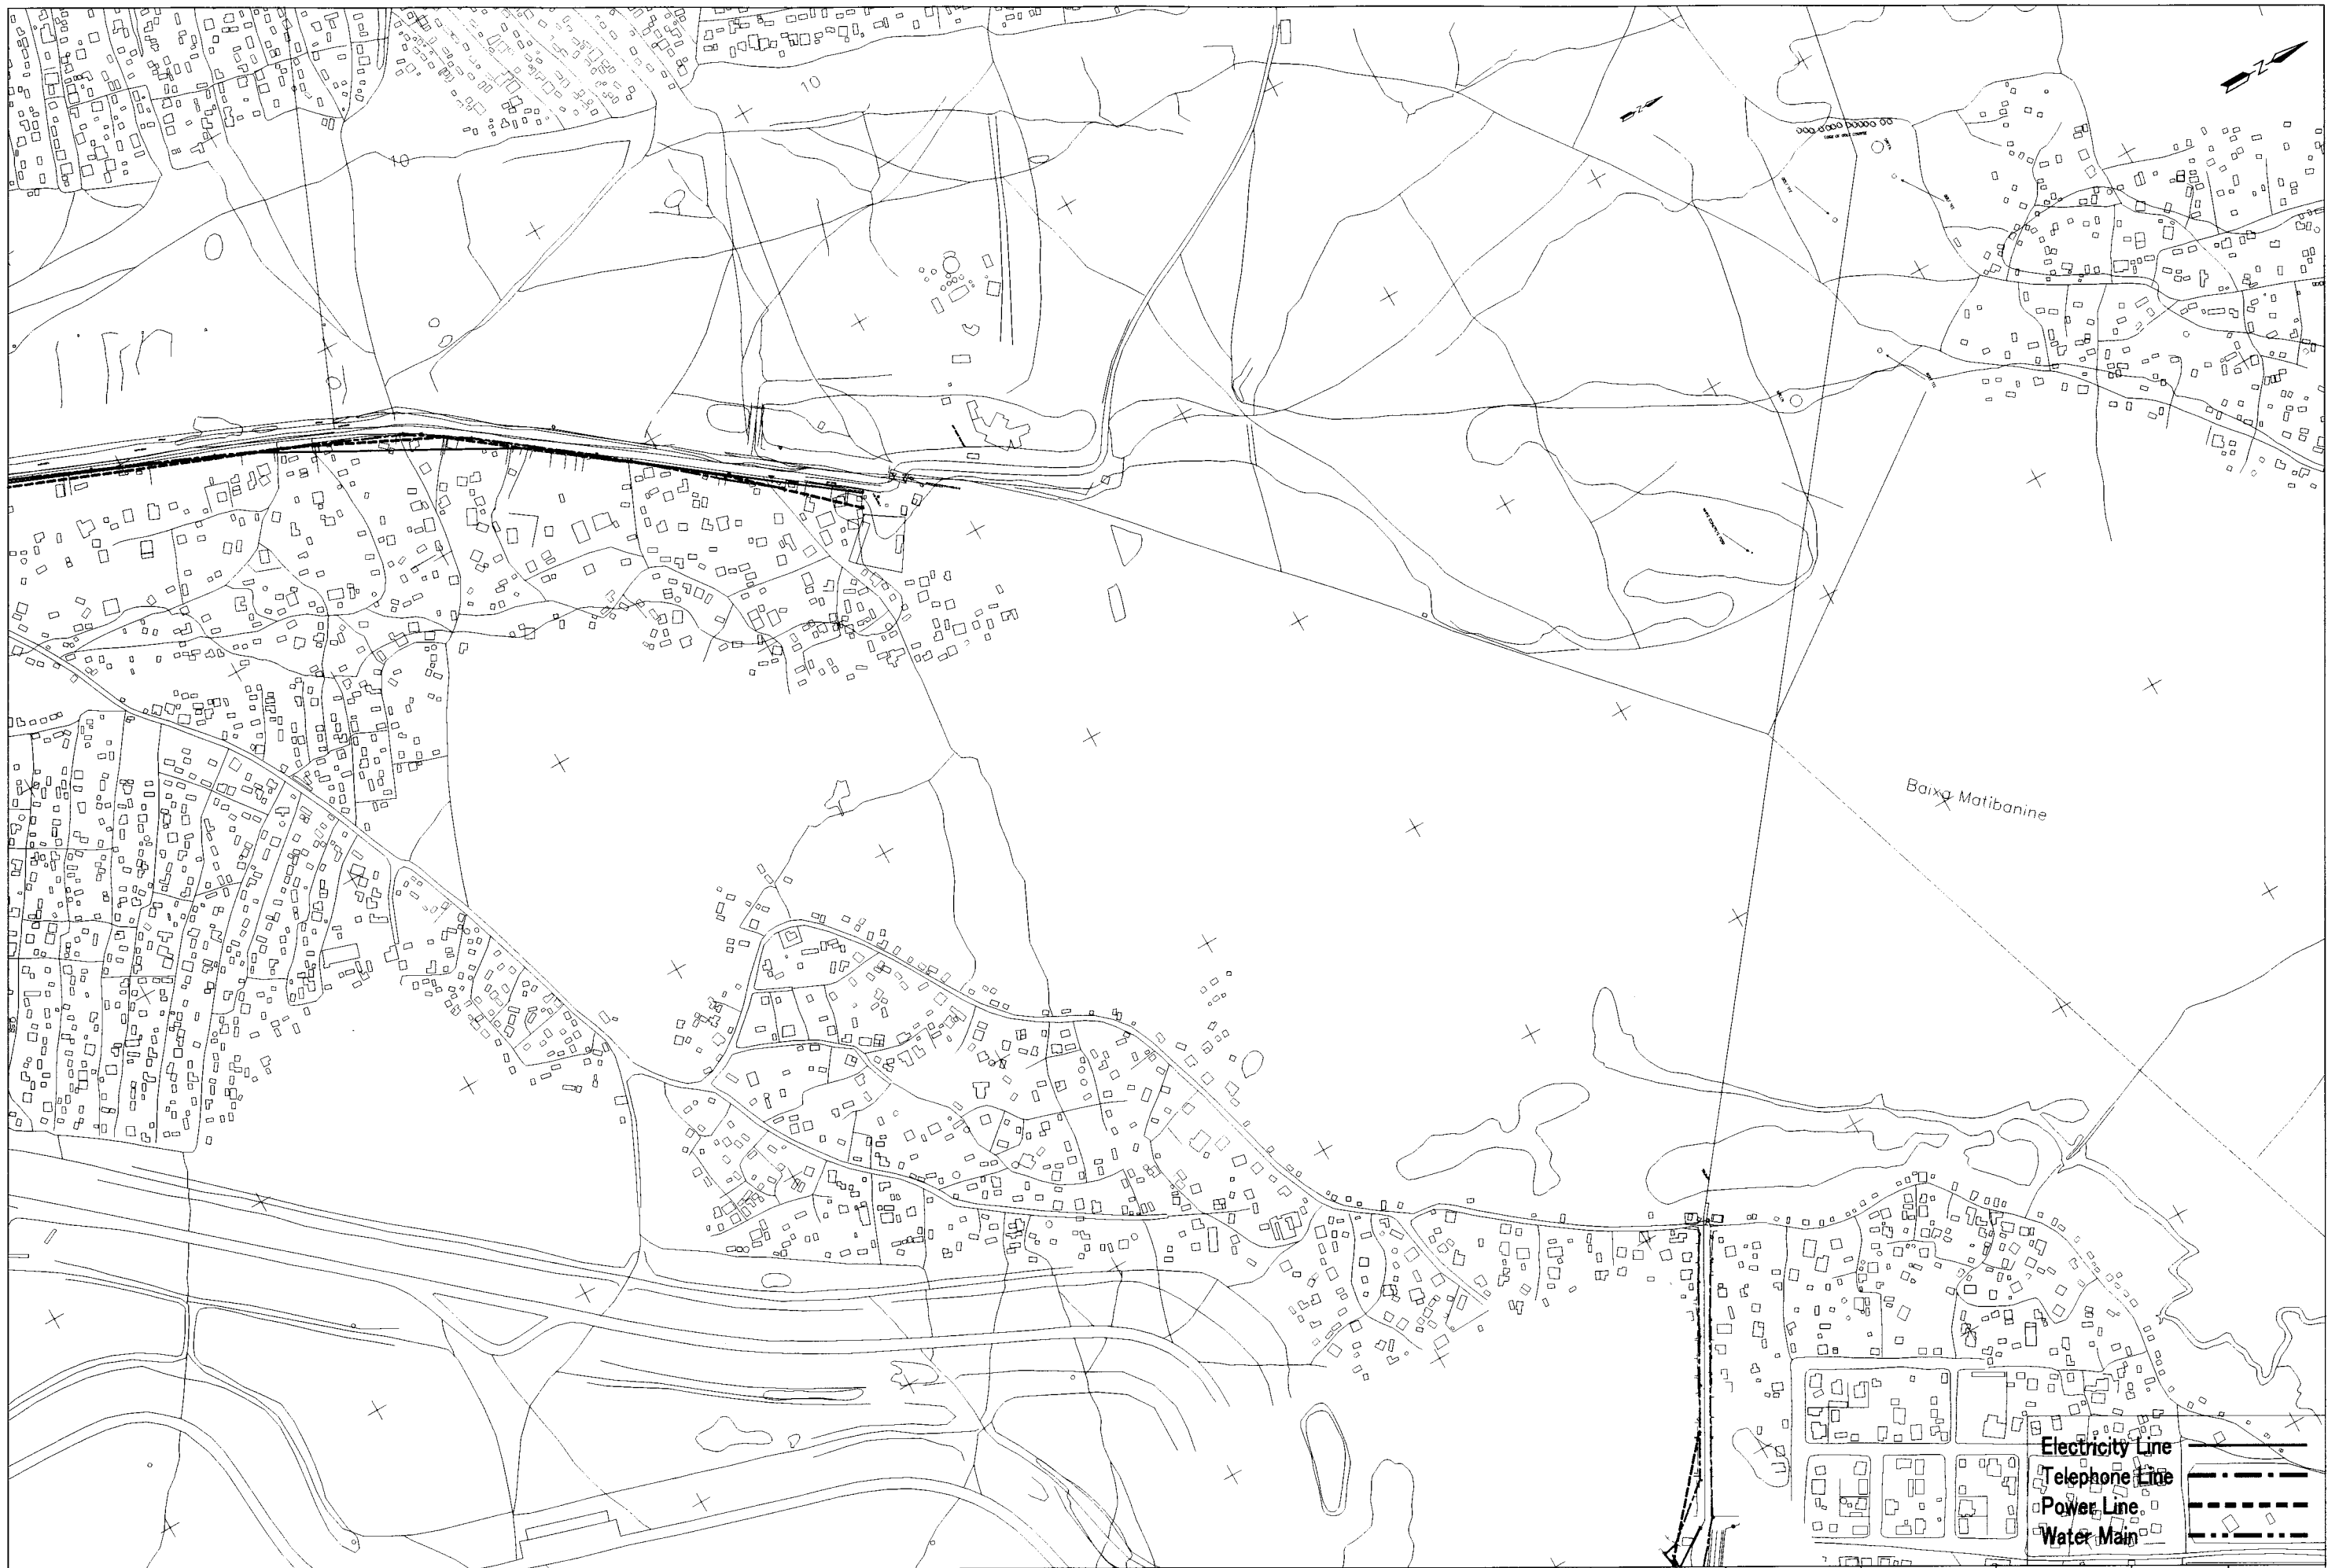 10
10
N
N
Baixa Matibanine
Electricity Line
Telephone Line
Power Line
Water Main